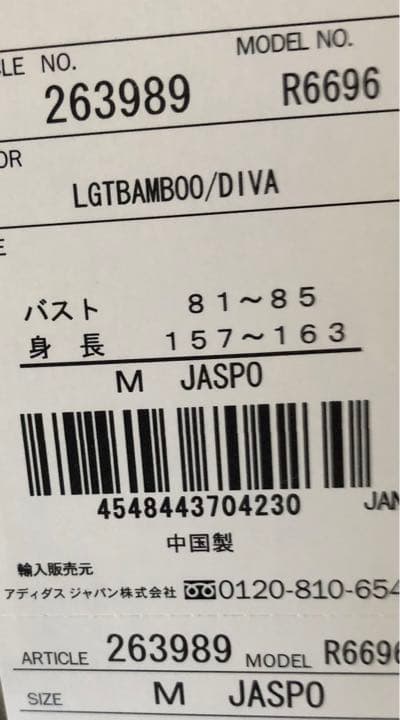 LE NO.
MODEL NO.
263989
R6696
OR
LGTBAMBOO/DIVA
E
バスト 81～85
身長 157～163
M JASPO
4548443704230
JAN
中国製
輸入販売元
アディダス ジャパン株式会社 0120-810-654
ARTICLE 263989 MODEL R6696
SIZE M JASPO